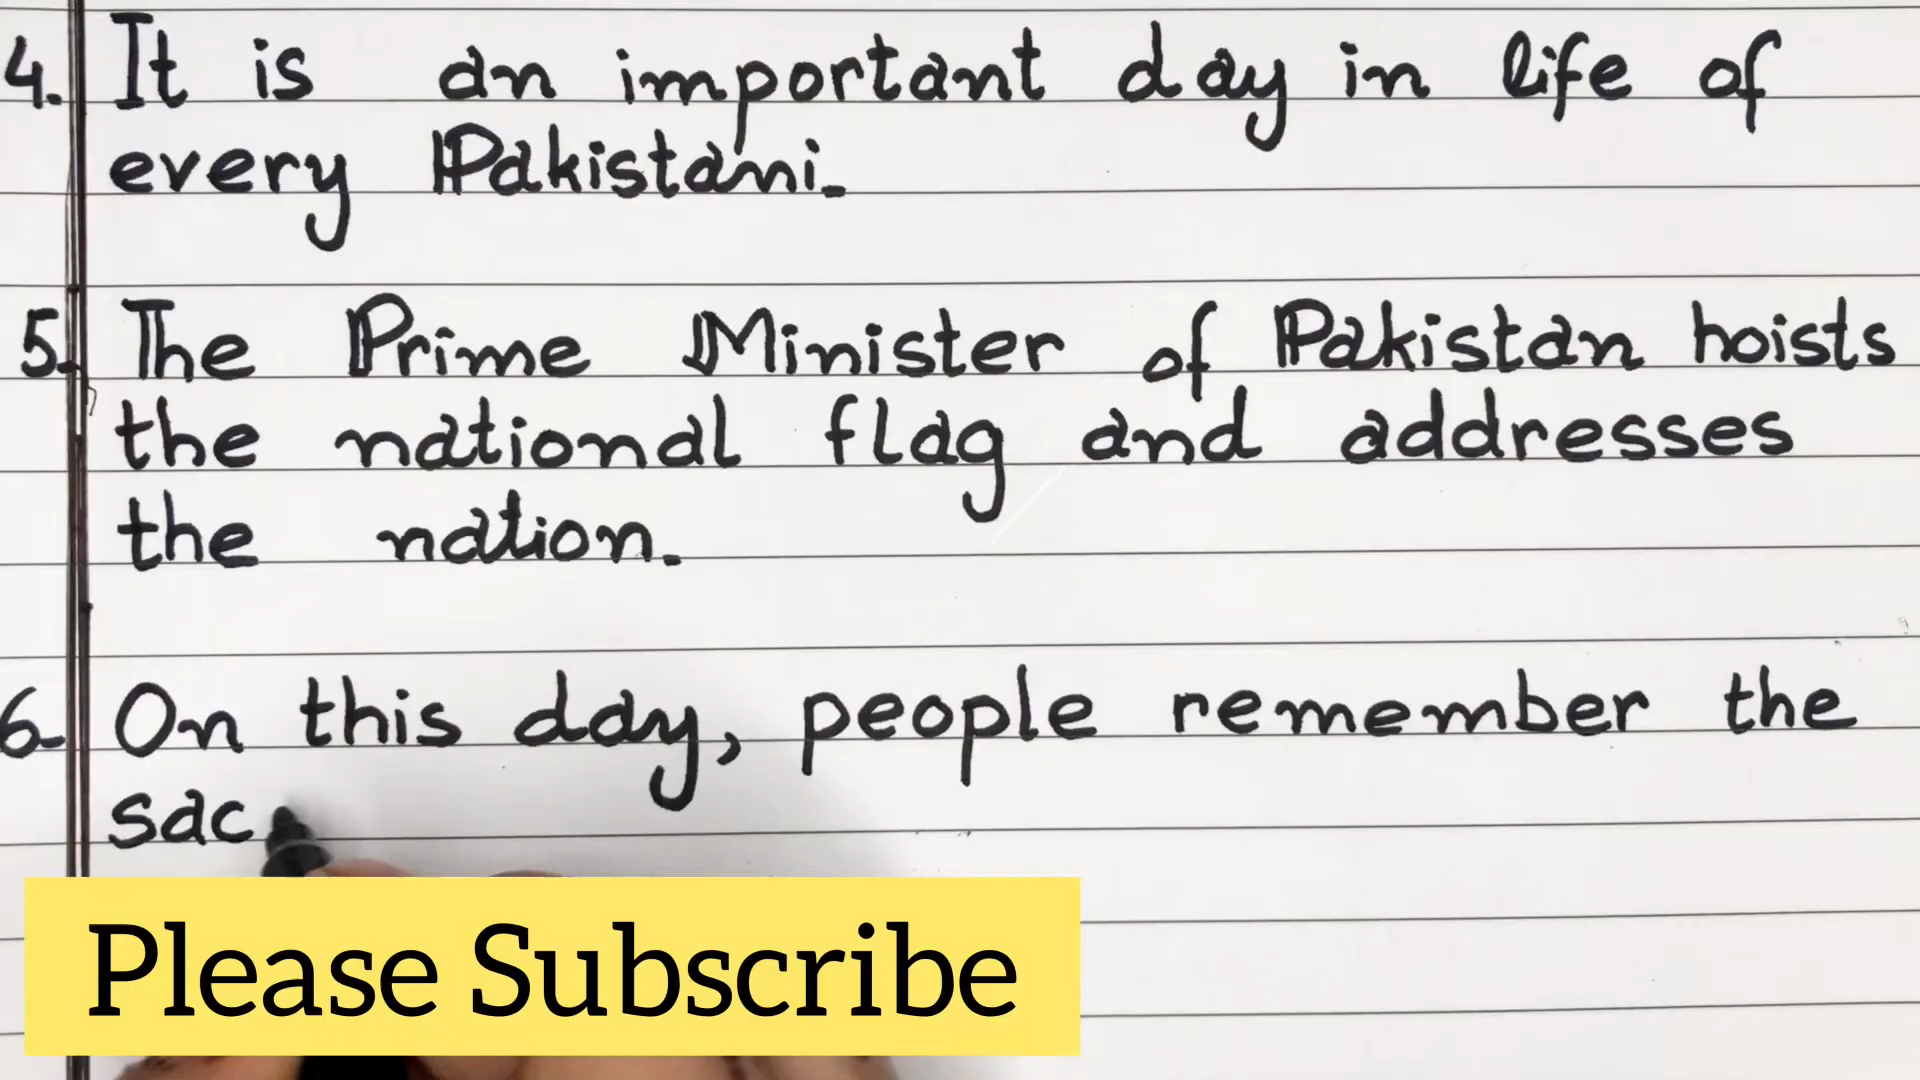 4. It is an important day in life of
every Pakistani.
5. The Prime Minister of Pakistan hoists
the national flag and addresses
the nation.
6. On this day, people remember the
sac
Please Subscribe